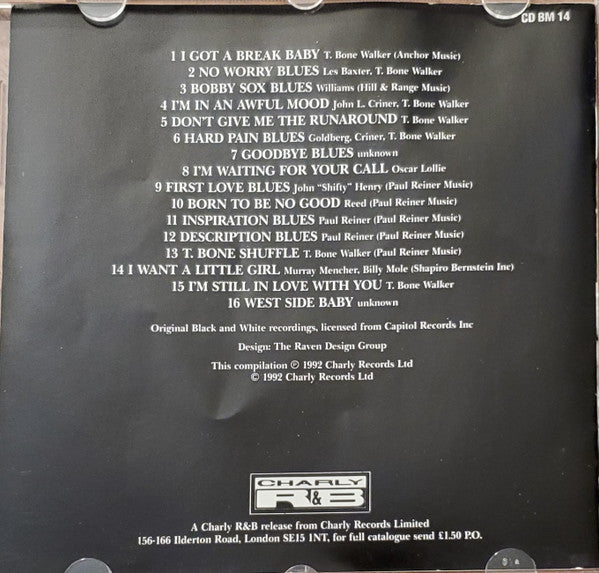 CD BM 14
1 I GOT A BREAK BABY T. Bone Walker (Anchor Music)
2 NO WORRY BLUES Les Baxter, T. Bone Walker
3 BOBBY SOX BLUES Williams (Hill & Range Music)
4 I'M IN AN AWFUL MOOD John L. Criner, T. Bone Walker
5 DON'T GIVE ME THE RUNAROUND T. Bone Walker
6 HARD PAIN BLUES Goldberg, Criner, T. Bone Walker
7 GOODBYE BLUES unknown
8 I'M WAITING FOR YOUR CALL Oscar Lollie
9 FIRST LOVE BLUES John "Shifty" Henry (Paul Reiner Music)
10 BORN TO BE NO GOOD Reed (Paul Reiner Music)
11 INSPIRATION BLUES Paul Reiner (Paul Reiner Music)
12 DESCRIPTION BLUES Paul Reiner (Paul Reiner Music)
13 T. BONE SHUFFLE T. Bone Walker (Paul Reiner Music)
14 I WANT A LITTLE GIRL Murray Mencher, Billy Mole (Shapiro Bernstein Inc)
15 I'M STILL IN LOVE WITH YOU T. Bone Walker
16 WEST SIDE BABY unknown
Original Black and White recordings, licensed from Capitol Records Inc
Design: The Raven Design Group
This compilation ℗ 1992 Charly Records Ltd
© 1992 Charly Records Ltd
CHARLY
R&B
A Charly R&B release from Charly Records Limited
156-166 Ilderton Road, London SE15 1NT, for full catalogue send £1.50 P.O.